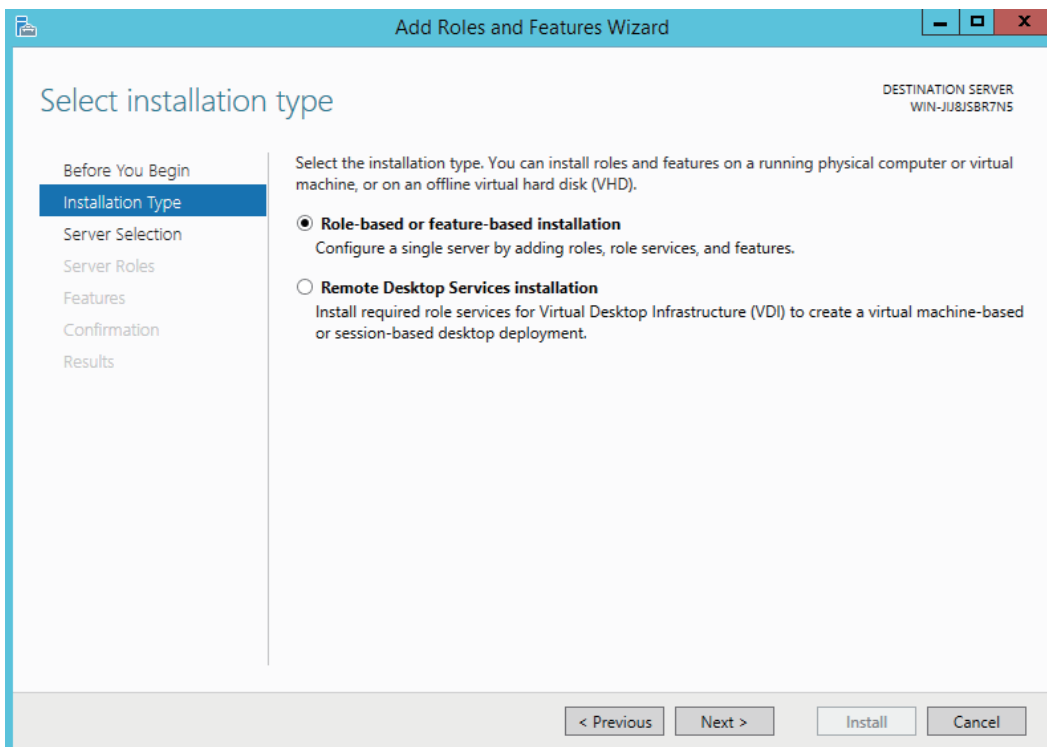 Add Roles and Features Wizard
Select installation type
DESTINATION SERVER
WIN-JIJ8JSBR7N5
Before You Begin
Installation Type
Server Selection
Server Roles
Features
Confirmation
Results
Select the installation type. You can install roles and features on a running physical computer or virtual
machine, or on an offline virtual hard disk (VHD).
Role-based or feature-based installation
Configure a single server by adding roles, role services, and features.
Remote Desktop Services installation
Install required role services for Virtual Desktop Infrastructure (VDI) to create a virtual machine-based
or session-based desktop deployment.
< Previous
Next >
Install
Cancel